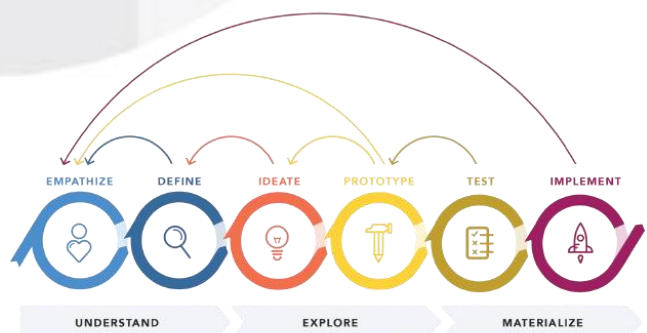 EMPATHIZE DEFINE IDEATE PROTOTYPE TEST IMPLEMENT
UNDERSTAND EXPLORE MATERIALIZE